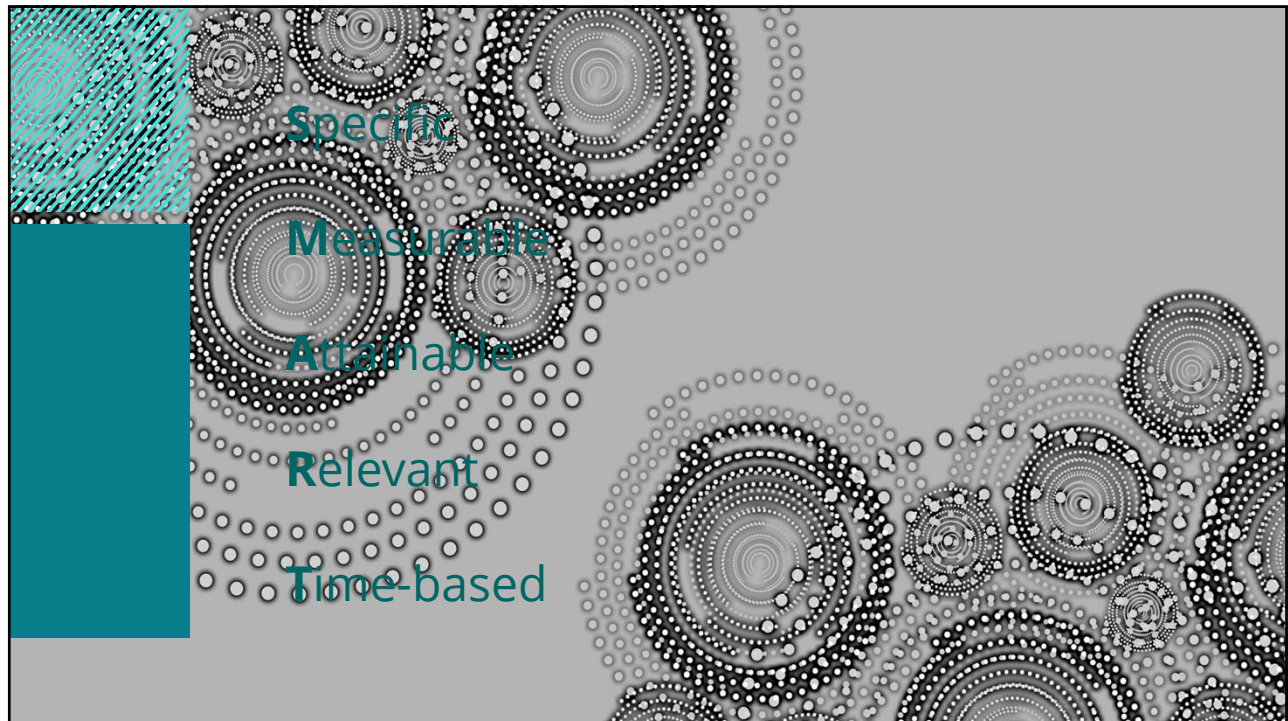 Specific
Measurable
Attainable
Relevant
Time-based